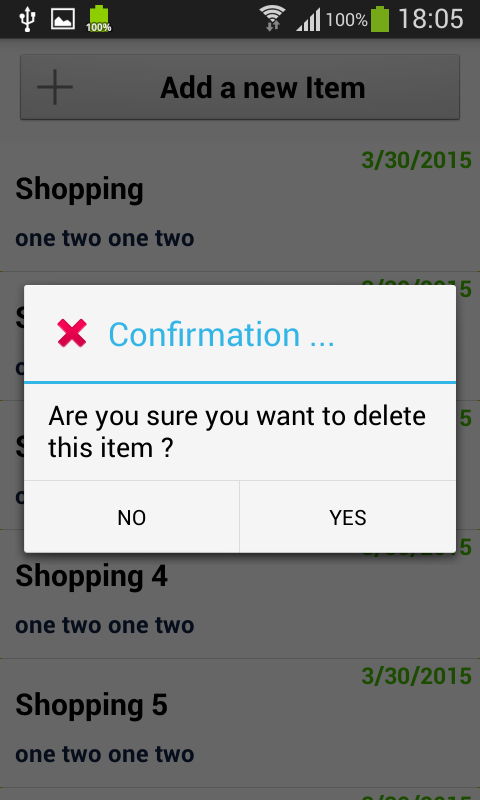 100%
100%
18:05
Add a new Item
3/30/2015
Shopping
one two one two
Confirmation ...
Are you sure you want to delete
this item ?
NO
YES
Shopping 4
one two one two
3/30/2015
Shopping 5
one two one two